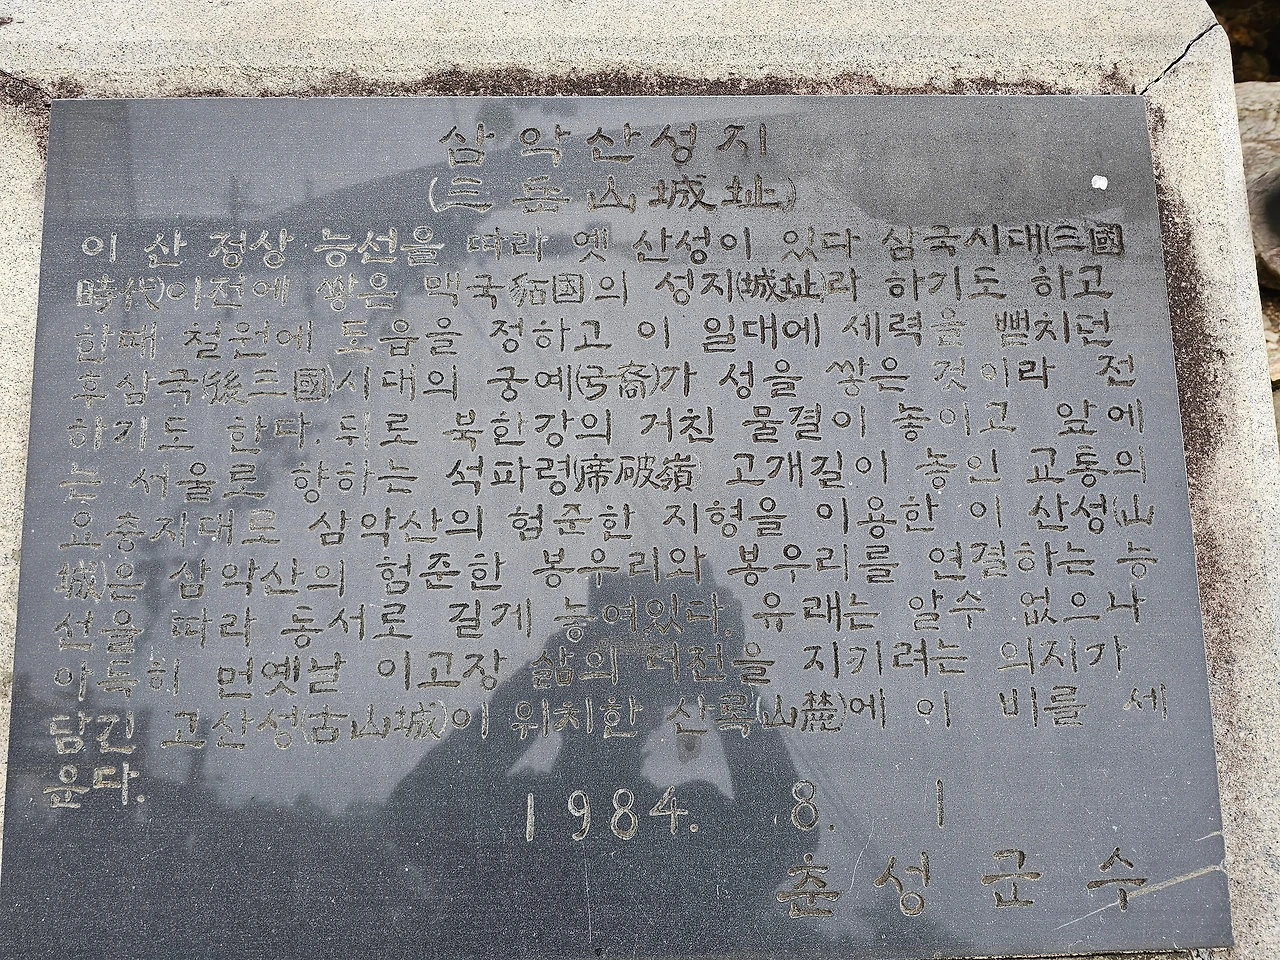 삼악산성지
(三岳山城址)
이 산 정상 능선을 따라 옛 산성이 있다 삼국시대(三國
時代)이전에 쌓은 맥국(貊國)의 성지(城址)라 하기도 하고
한때 철원에 도읍을 정하고 이 일대에 세력을 뻗치던
후삼국(後三國)시대의 궁예(弓裔)가 성을 쌓은 것이라 전
하기도 한다. 뒤로 북한강의 거친 물결이 놓이고 앞에
는 서울로 향하는 석파령(席破嶺) 고개길이 놓인 교통의
요충지대로 삼악산의 험준한 지형을 이용한 이 산성(山
城)은 삼악산의 험준한 봉우리와 봉우리를 연결하는 능
선을 따라 동서로 길게 놓여있다. 유래는 알수 없으나
아득히 먼옛날 이고장 삶의 터전을 지키려는 의지가
담긴 고산성(古山城)이 위치한 산록(山麓)에 이 비를 세
운다.
1984. 8. 1
춘성군수